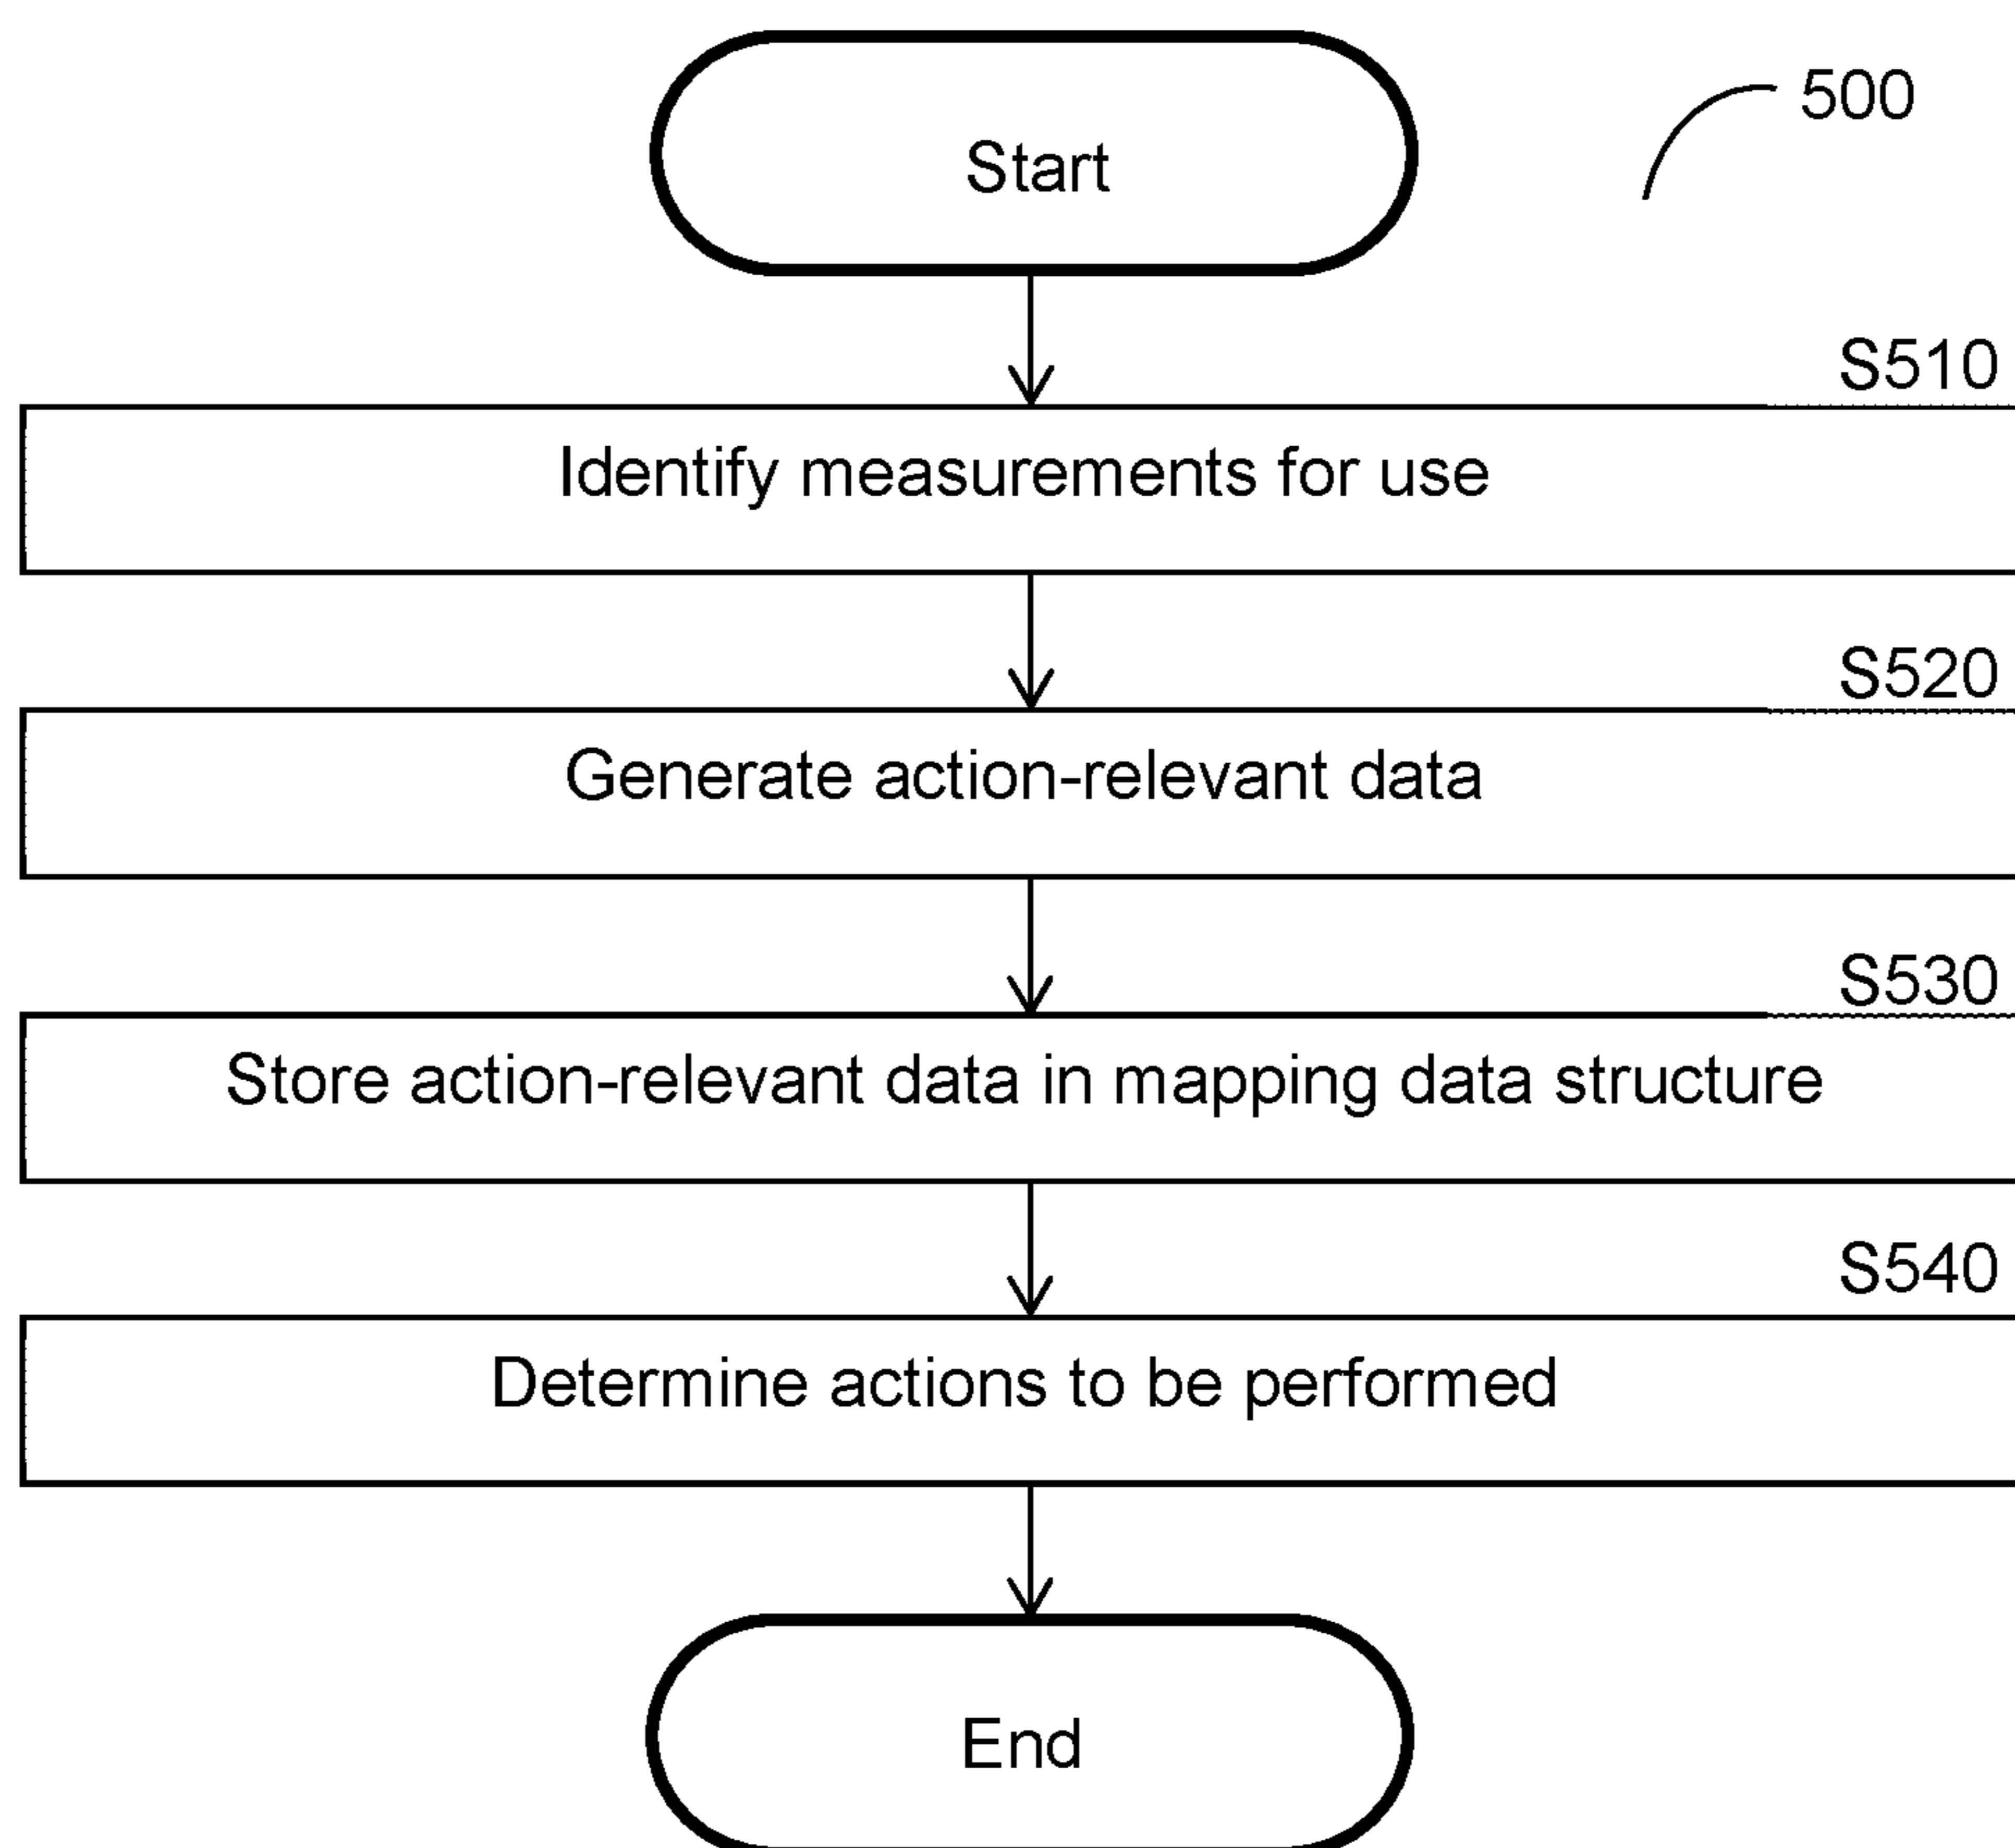 Start
500
S510
Identify measurements for use
S520
Generate action-relevant data
S530
Store action-relevant data in mapping data structure
S540
Determine actions to be performed
End